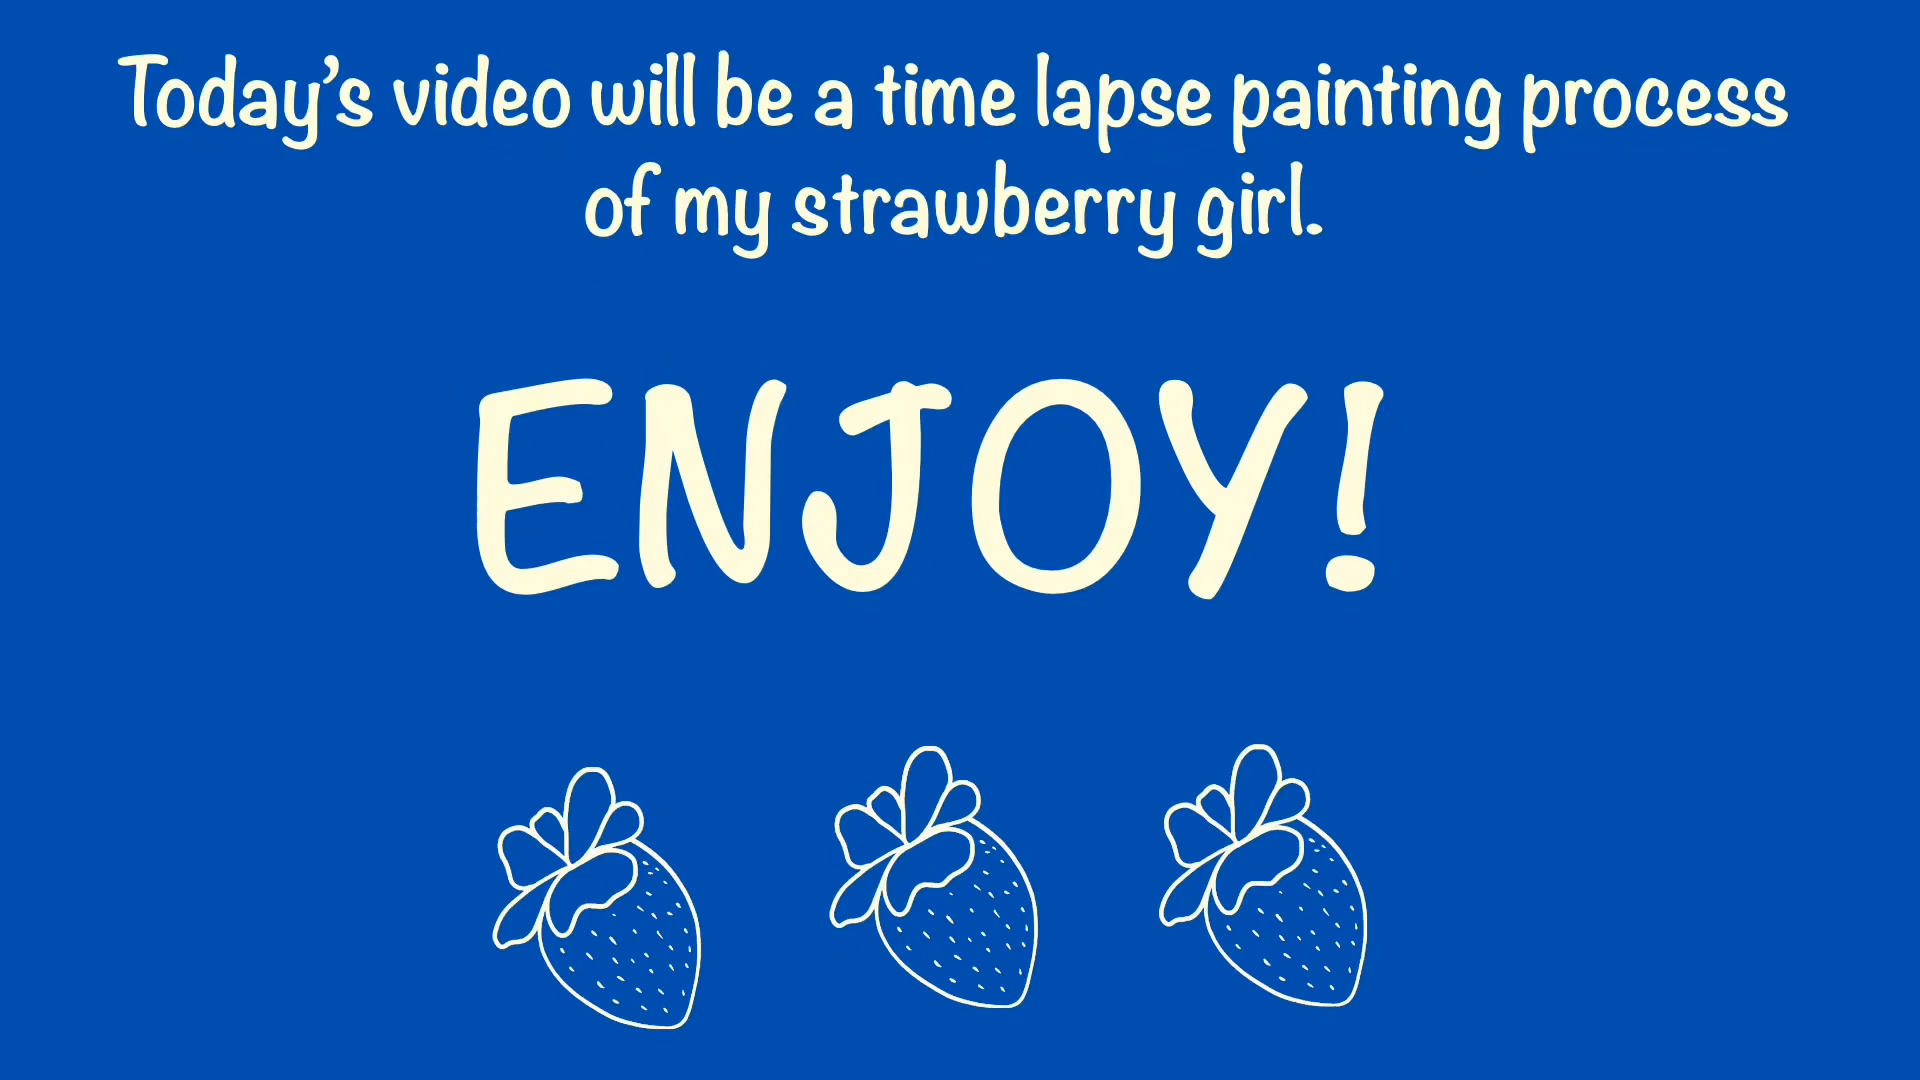 Today’s video will be a time lapse painting process
of my strawberry girl.
ENJOY!